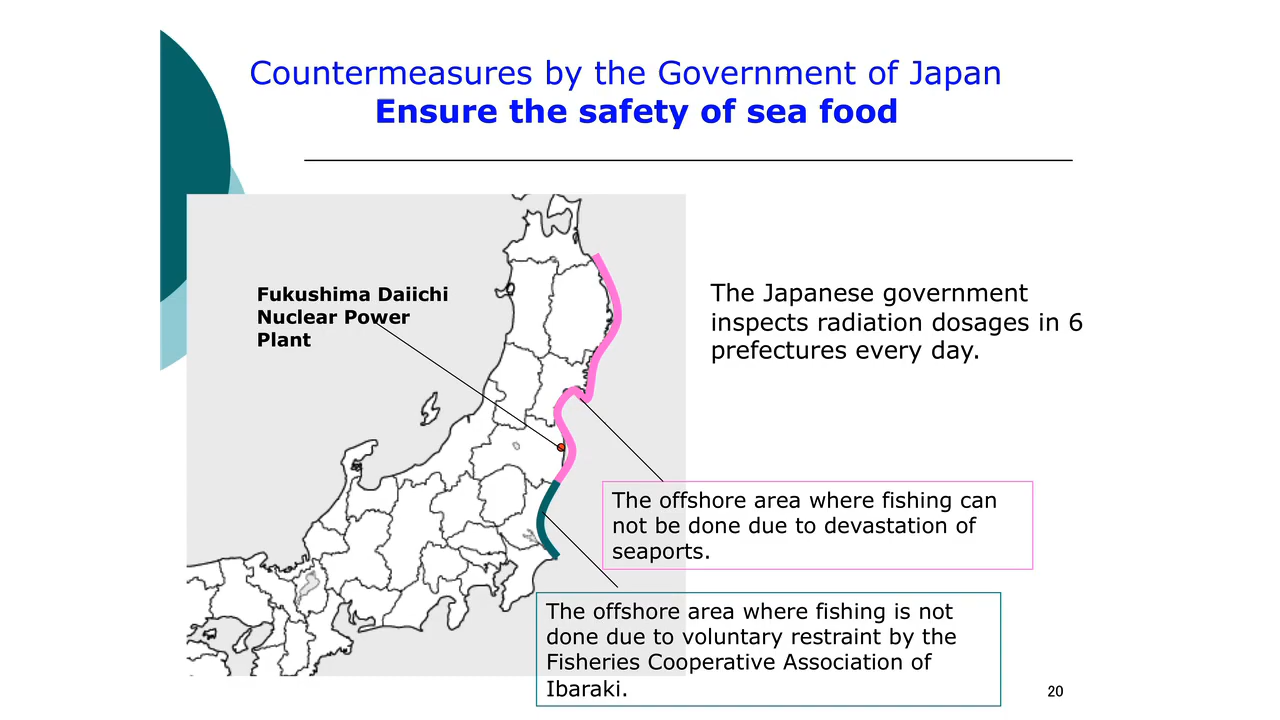 Countermeasures by the Government of Japan
Ensure the safety of sea food
Fukushima Daiichi
Nuclear Power
Plant
The Japanese government
inspects radiation dosages in 6
prefectures every day.
The offshore area where fishing can
not be done due to devastation of
seaports.
The offshore area where fishing is not
done due to voluntary restraint by the
Fisheries Cooperative Association of
Ibaraki.
20